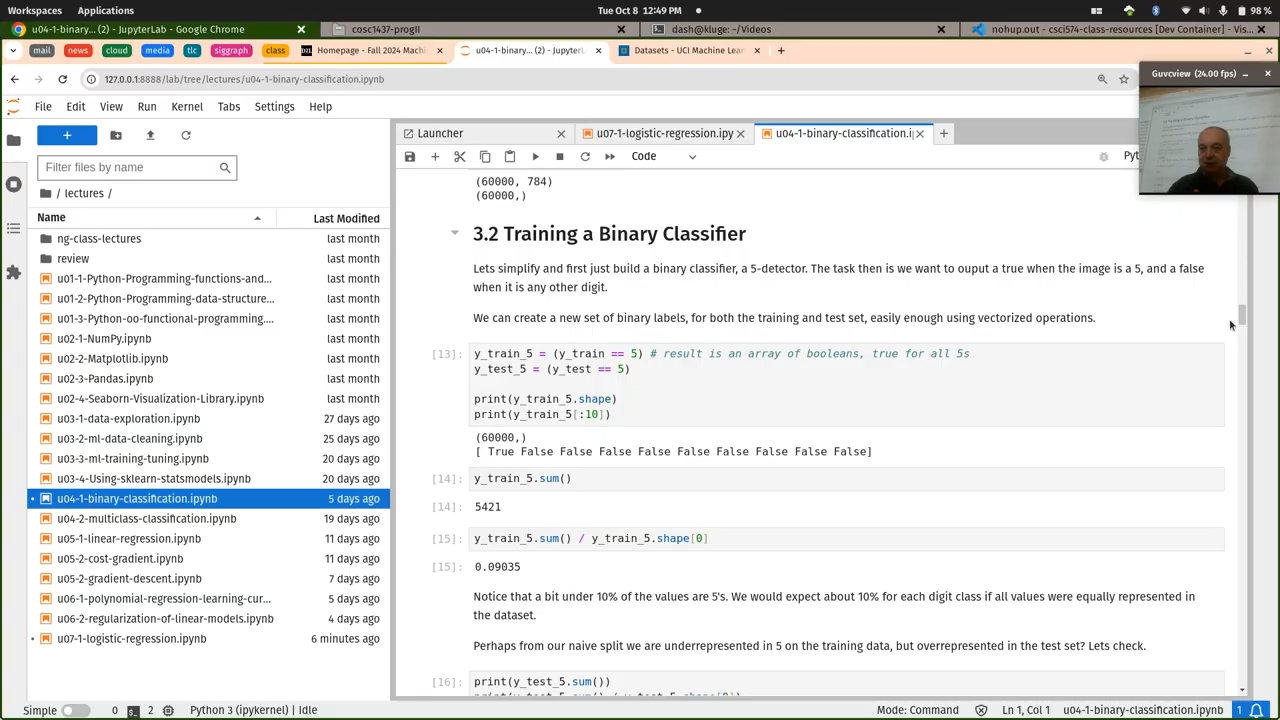 Workspaces Applications Tue Oct 8 12:49 PM 98 %
u04-1-binary-... (2) - JupyterLab - Google Chrome cosc1437-progII dash@kluge: ~/Videos nohup.out - csci574-class-resources [Dev Container] - Vis...
mail news cloud media tlc siggraph class Homepage - Fall 2024 Machi... u04-1-binary-... (2) - JupyterL... Datasets - UCI Machine Lear...
127.0.0.1:8888/lab/tree/lectures/u04-1-binary-classification.ipynb
Guvcview (24.00 fps)
File Edit View Run Kernel Tabs Settings Help
Launcher u07-1-logistic-regression.ipy u04-1-binary-classification.ip
Code
Filter files by name
/ lectures /
Name Last Modified
ng-class-lectures last month
review last month
u01-1-Python-Programming-functions-and... last month
u01-2-Python-Programming-data-structure... last month
u01-3-Python-oo-functional-programming.... last month
u02-1-NumPy.ipynb last month
u02-2-Matplotlib.ipynb last month
u02-3-Pandas.ipynb last month
u02-4-Seaborn-Visualization-Library.ipynb last month
u03-1-data-exploration.ipynb 27 days ago
u03-2-ml-data-cleaning.ipynb 25 days ago
u03-3-ml-training-tuning.ipynb 20 days ago
u03-4-Using-sklearn-statsmodels.ipynb 20 days ago
u04-1-binary-classification.ipynb 5 days ago
u04-2-multiclass-classification.ipynb 19 days ago
u05-1-linear-regression.ipynb 11 days ago
u05-2-cost-gradient.ipynb 11 days ago
u05-2-gradient-descent.ipynb 7 days ago
u06-1-polynomial-regression-learning-cur... 5 days ago
u06-2-regularization-of-linear-models.ipynb 4 days ago
u07-1-logistic-regression.ipynb 6 minutes ago
(60000, 784)
(60000,)
3.2 Training a Binary Classifier
Lets simplify and first just build a binary classifier, a 5-detector. The task then is we want to ouput a true when the image is a 5, and a false
when it is any other digit.
We can create a new set of binary labels, for both the training and test set, easily enough using vectorized operations.
[13]: y_train_5 = (y_train == 5) # result is an array of booleans, true for all 5s
y_test_5 = (y_test == 5)
print(y_train_5.shape)
print(y_train_5[:10])
(60000,)
[ True False False False False False False False False False]
[14]: y_train_5.sum()
[14]: 5421
[15]: y_train_5.sum() / y_train_5.shape[0]
[15]: 0.09035
Notice that a bit under 10% of the values are 5's. We would expect about 10% for each digit class if all values were equally represented in
the dataset.
Perhaps from our naive split we are underrepresented in 5 on the training data, but overrepresented in the test set? Lets check.
[16]: print(y_test_5.sum())
Simple 0 2 Python 3 (ipykernel) | Idle Mode: Command Ln 1, Col 1 u04-1-binary-classification.ipynb 1